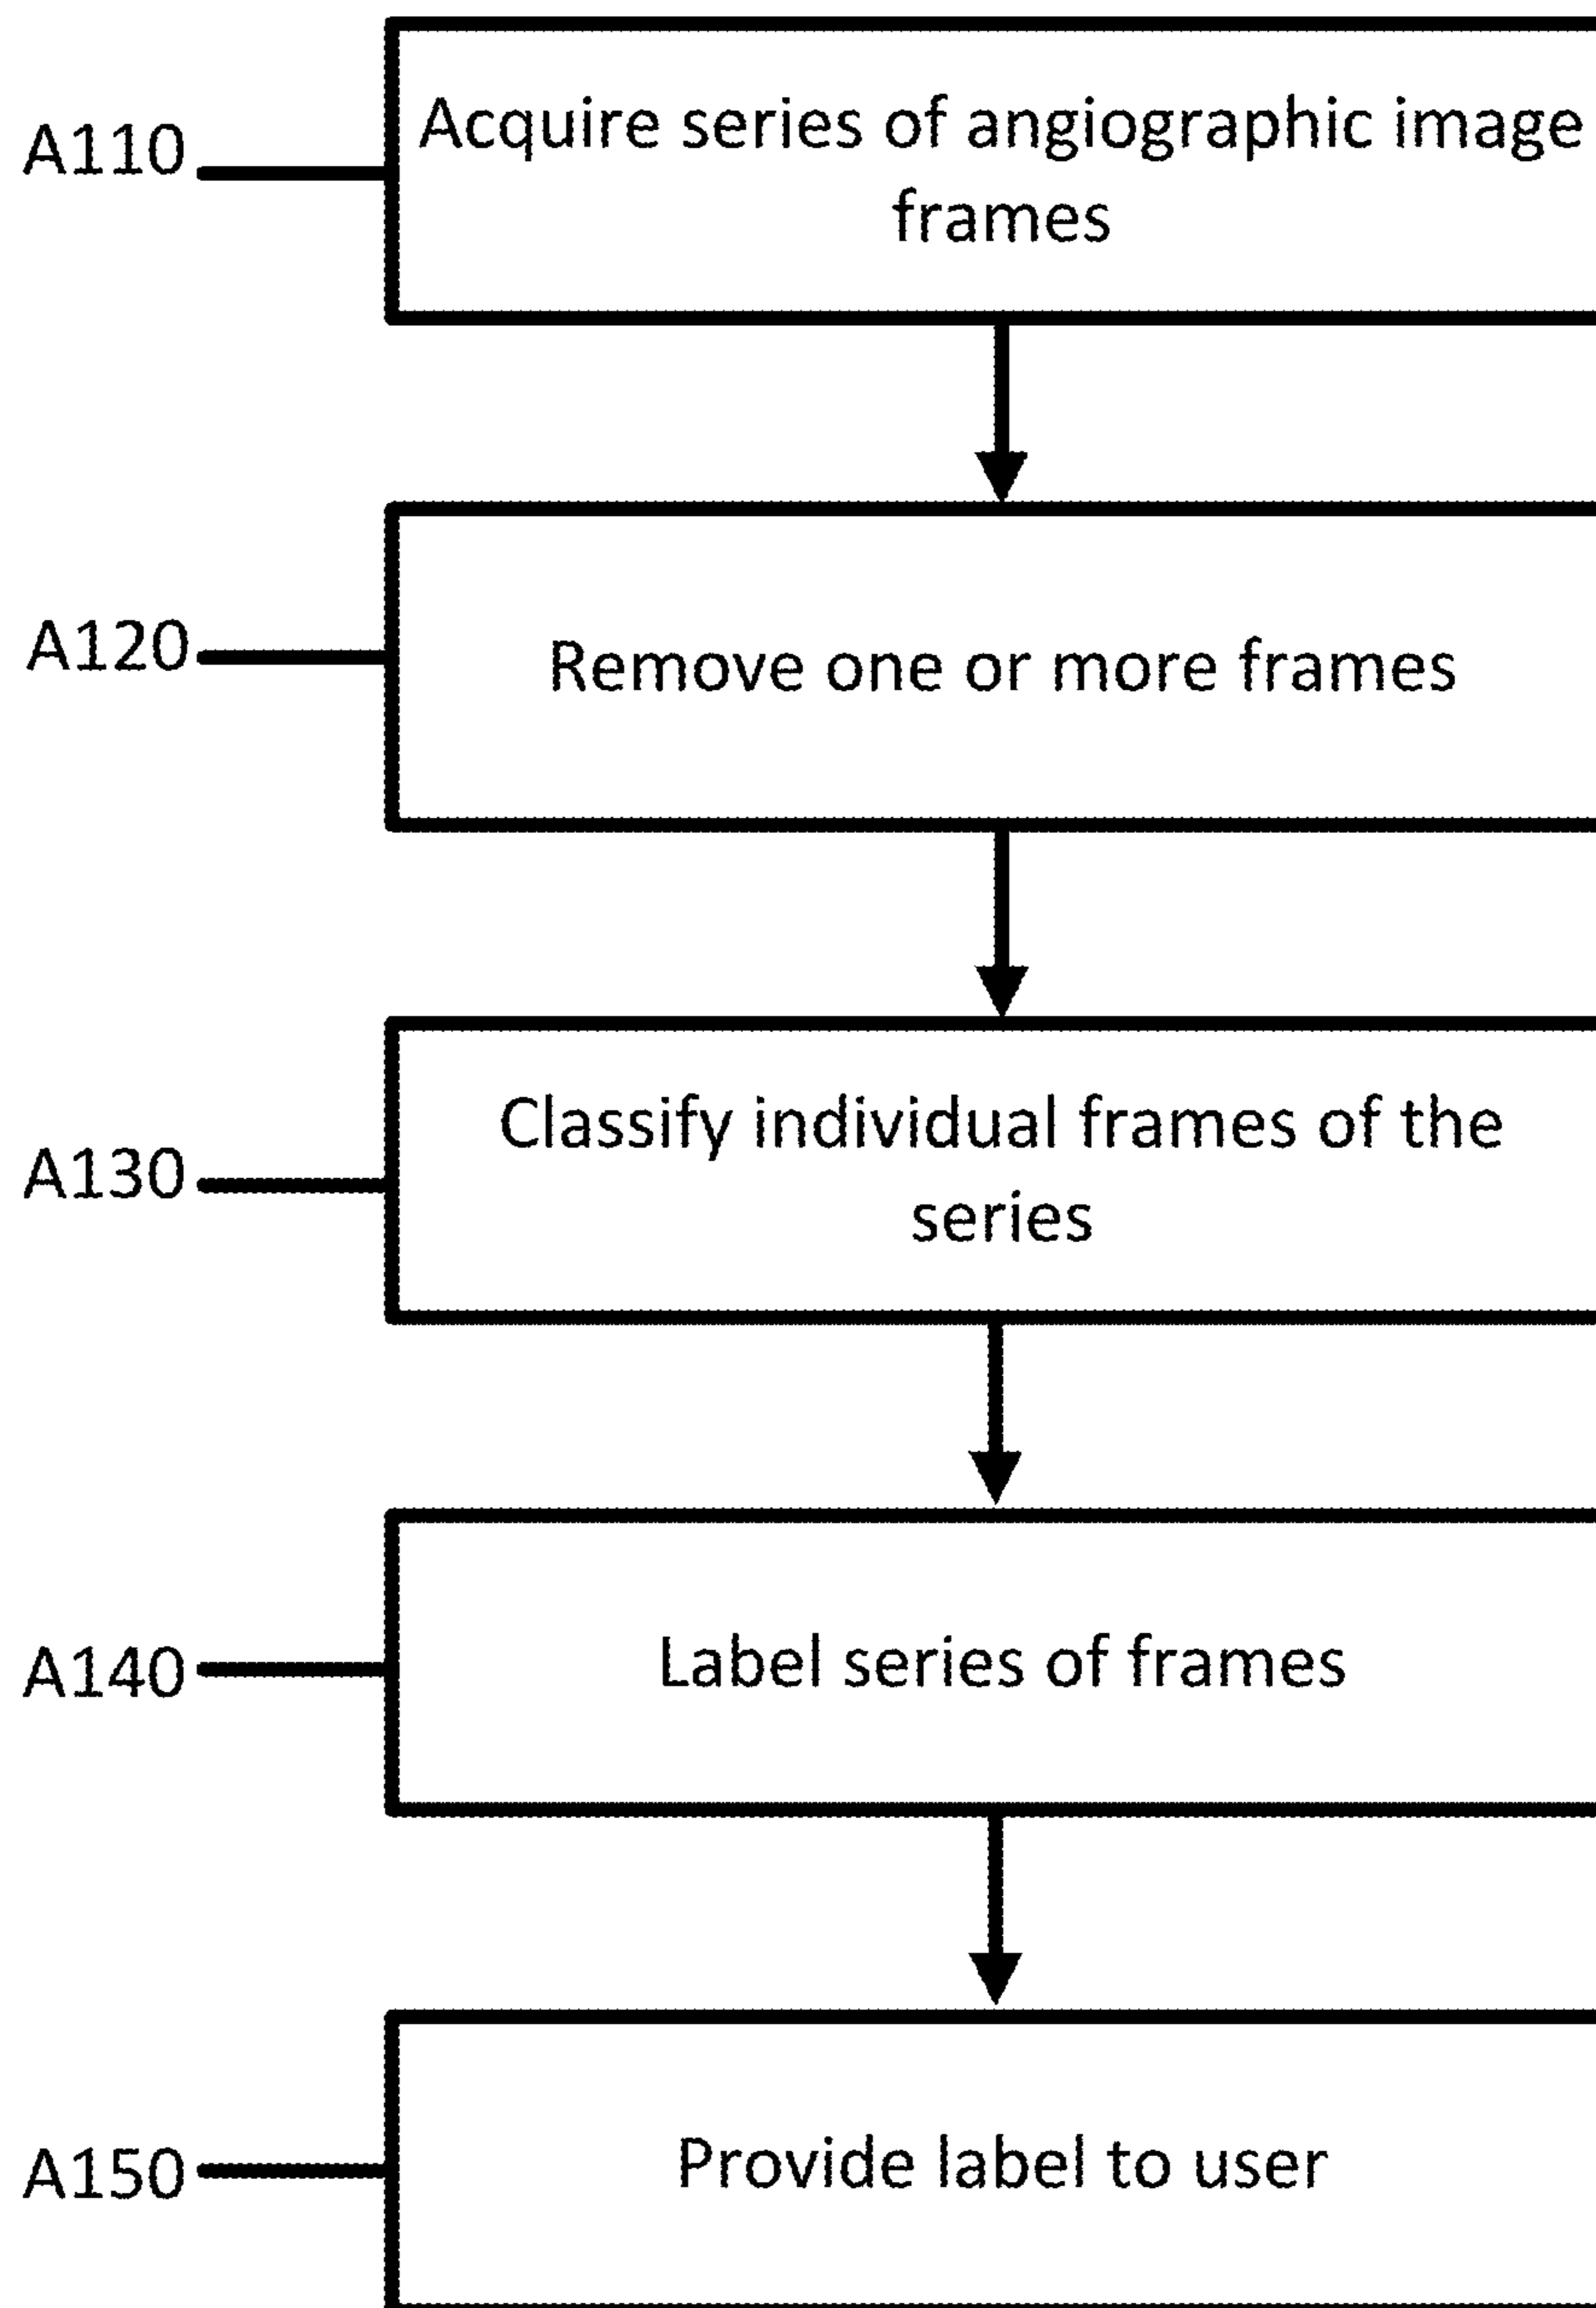 A110
Acquire series of angiographic image
frames
A120
Remove one or more frames
A130
Classify individual frames of the
series
A140
Label series of frames
A150
Provide label to user